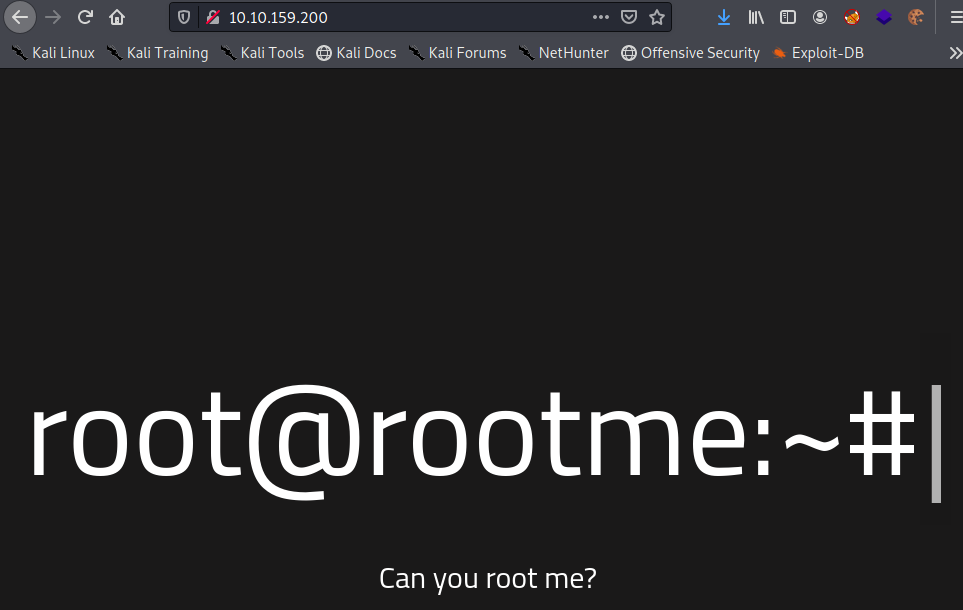 10.10.159.200
Kali Linux Kali Training Kali Tools Kali Docs Kali Forums NetHunter Offensive Security Exploit-DB
root@rootme:~#
Can you root me?